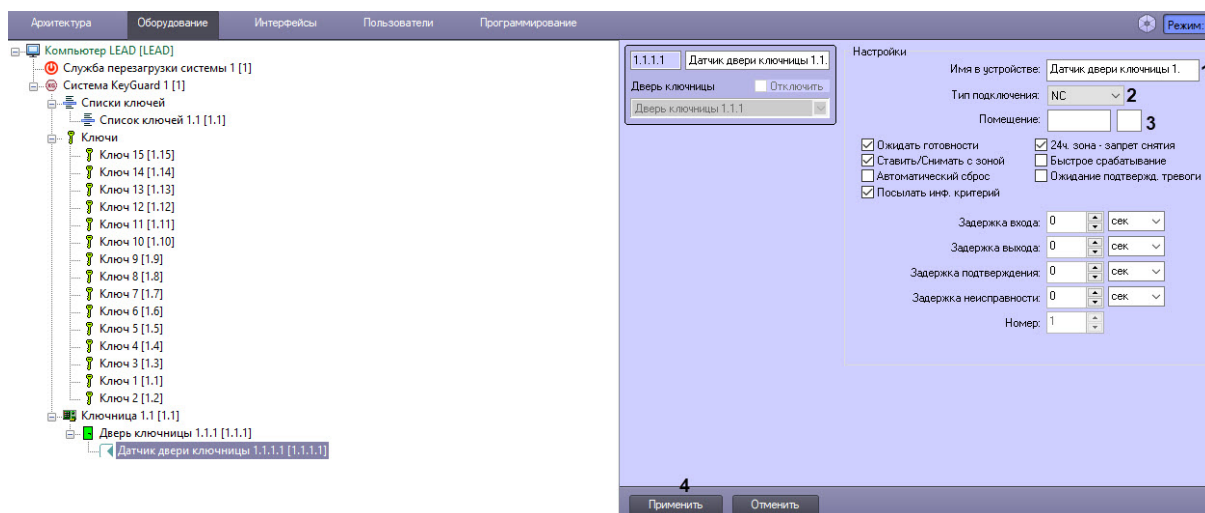 Архитектура Оборудование Интерфейсы Пользователи Программирование Режим:
Компьютер LEAD [LEAD]
Служба перезагрузки системы 1 [1]
Система KeyGuard 1 [1]
Списки ключей
Список ключей 1.1 [1.1]
Ключи
Ключ 15 [1.15]
Ключ 14 [1.14]
Ключ 13 [1.13]
Ключ 12 [1.12]
Ключ 11 [1.11]
Ключ 10 [1.10]
Ключ 9 [1.9]
Ключ 8 [1.8]
Ключ 7 [1.7]
Ключ 6 [1.6]
Ключ 5 [1.5]
Ключ 4 [1.4]
Ключ 3 [1.3]
Ключ 1 [1.1]
Ключ 2 [1.2]
Ключница 1.1 [1.1]
Дверь ключницы 1.1.1 [1.1.1]
Датчик двери ключницы 1.1.1.1 [1.1.1.1]
1.1.1.1 Датчик двери ключницы 1.1.
Дверь ключницы Отключить
Дверь ключницы 1.1.1
Настройки
Имя в устройстве: Датчик двери ключницы 1. 1
Тип подключения: NC 2
Помещение: 3
Ожидать готовности 24ч. зона - запрет снятия
Ставить/Снимать с зоной Быстрое срабатывание
Автоматический сброс Ожидание подтвержд. тревоги
Посылать инф. критерий
Задержка входа: 0 сек
Задержка выхода: 0 сек
Задержка подтверждения: 0 сек
Задержка неисправности: 0 сек
Номер: 1
4
Применить Отменить